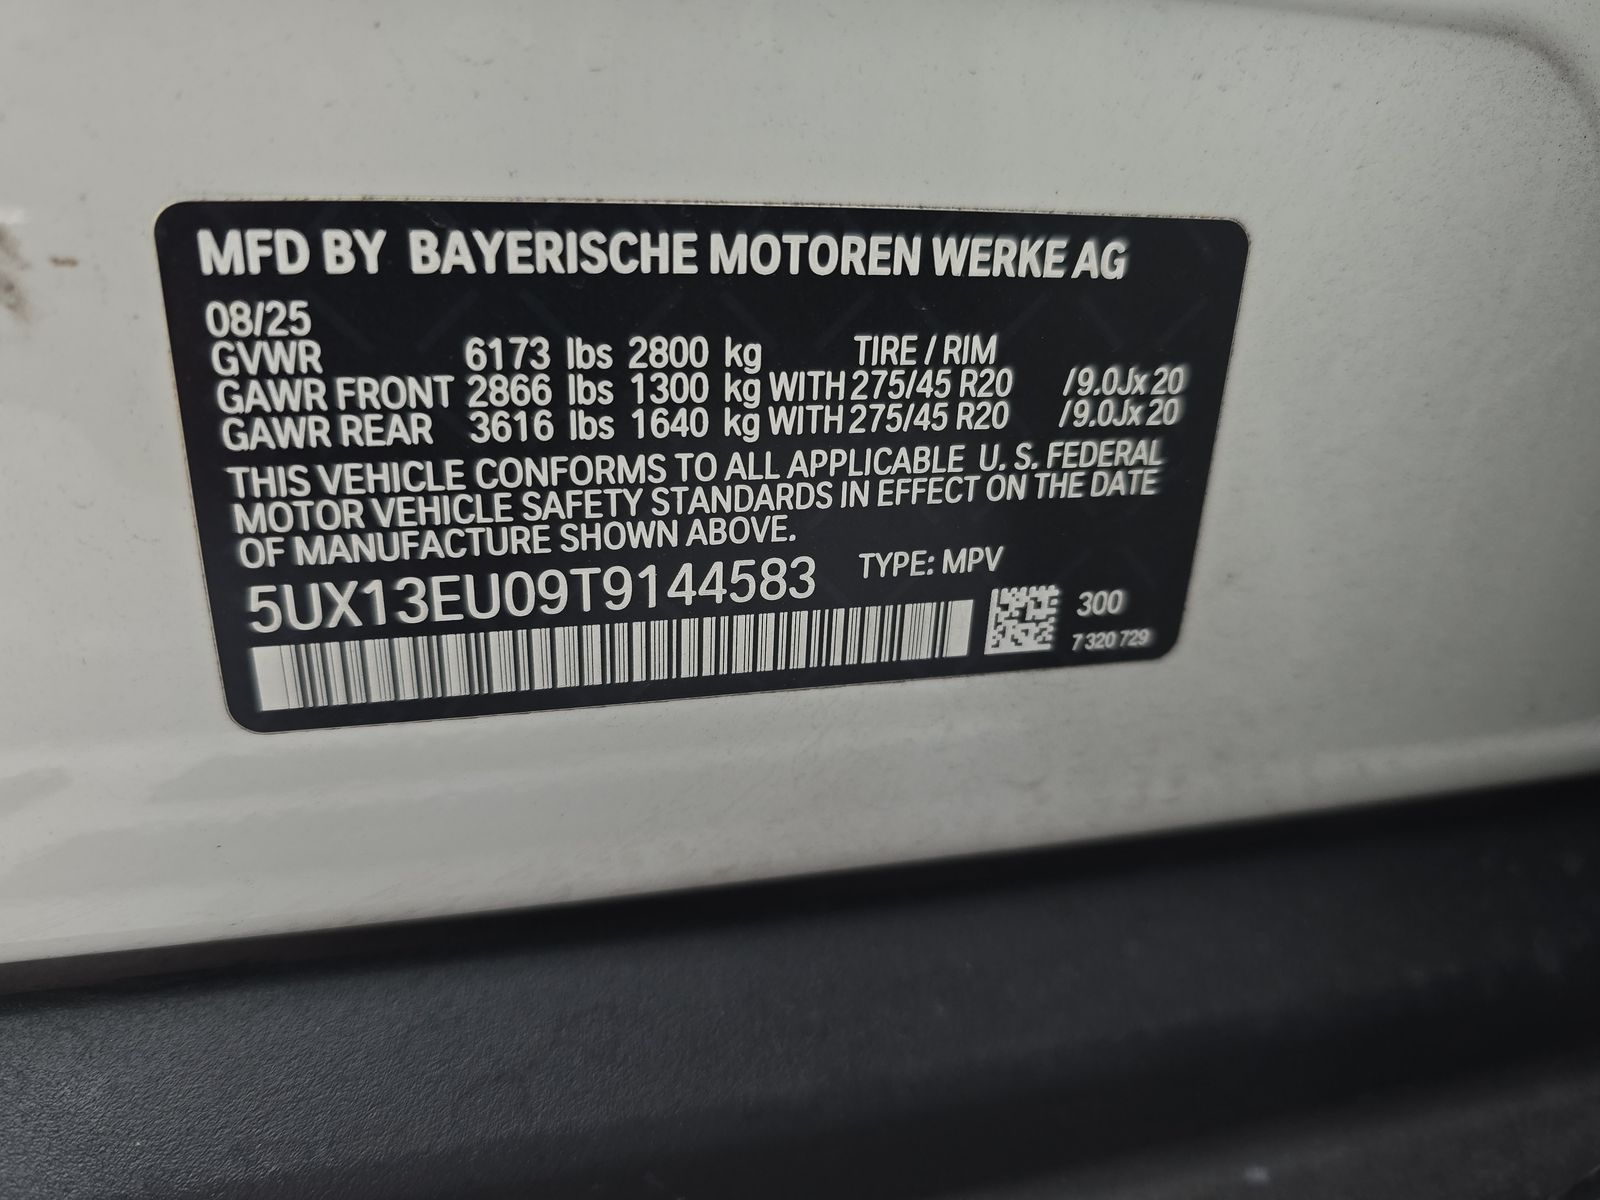 MFD BY BAYERISCHE MOTOREN WERKE AG
08/25
GVWR 6173 lbs 2800 kg TIRE / RIM
GAWR FRONT 2866 lbs 1300 kg WITH 275/45 R20 /9.0Jx20
GAWR REAR 3616 lbs 1640 kg WITH 275/45 R20 /9.0Jx20
THIS VEHICLE CONFORMS TO ALL APPLICABLE U. S. FEDERAL
MOTOR VEHICLE SAFETY STANDARDS IN EFFECT ON THE DATE
OF MANUFACTURE SHOWN ABOVE.
5UX13EU09T9144583 TYPE: MPV
300
7 320 729